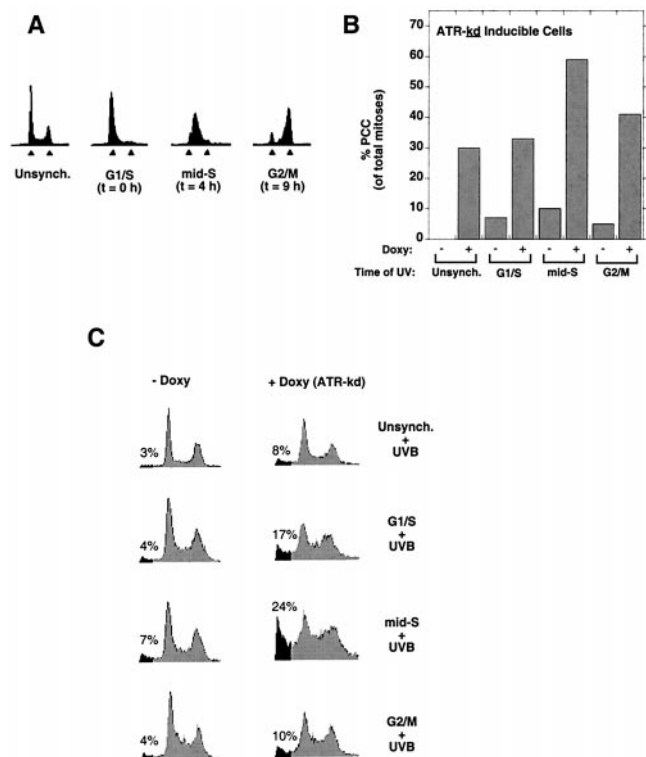 A
Unsynch.
G1/S
(t = 0 h)
mid-S
(t = 4 h)
G2/M
(t = 9 h)
B
ATR-kd Inducible Cells
% PCC
(of total mitoses)
70
60
50
40
30
20
10
0
Doxy: - + - + - + - +
Time of UV: Unsynch. G1/S mid-S G2/M
C
- Doxy
+ Doxy (ATR-kd)
3%
8%
Unsynch.
+
UVB
4%
17%
G1/S
+
UVB
7%
24%
mid-S
+
UVB
4%
10%
G2/M
+
UVB